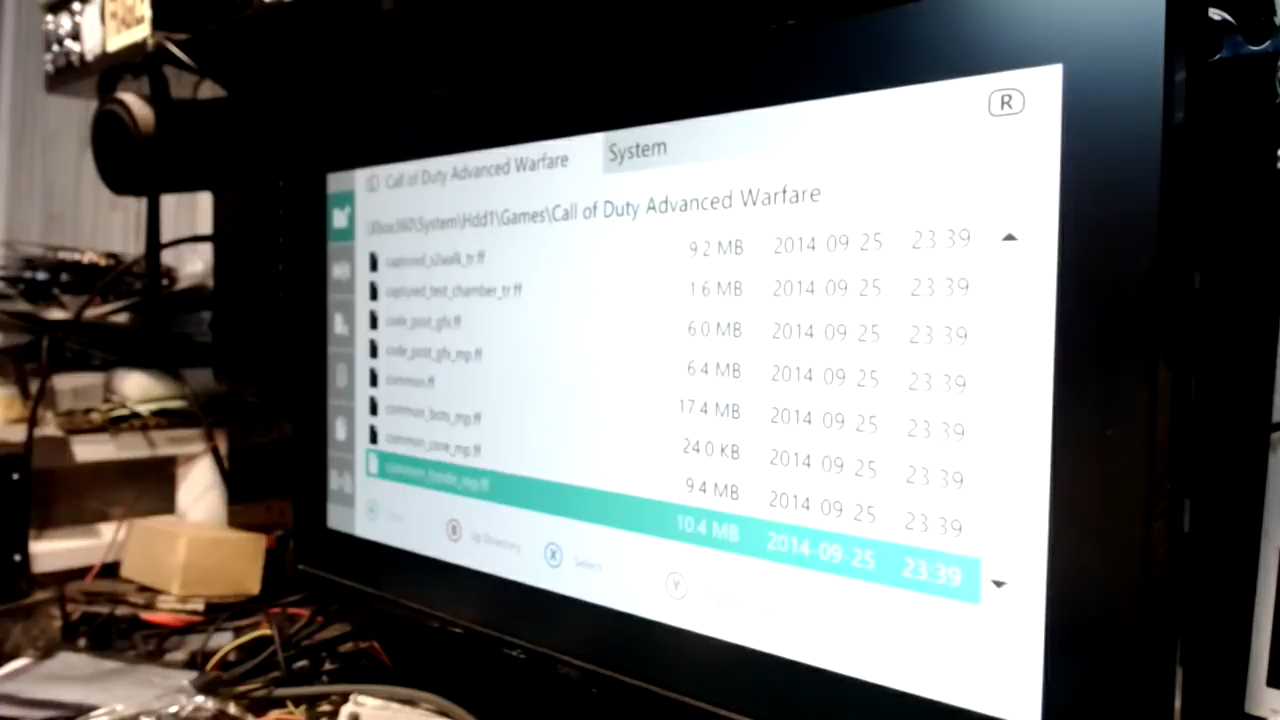 Call of Duty Advanced Warfare
System
R
\Xbox360\System\Hdd1\Games\Call of Duty Advanced Warfare
captured_s2walk_tr.ff 9.2 MB 2014-09-25 23:39
captured_test_chamber_tr.ff 1.6 MB 2014-09-25 23:39
code_post_gfx.ff 6.0 MB 2014-09-25 23:39
code_post_gfx_mp.ff 6.4 MB 2014-09-25 23:39
common.ff 17.4 MB 2014-09-25 23:39
common_bots_mp.ff 24.0 KB 2014-09-25 23:39
common_core_mp.ff 9.4 MB 2014-09-25 23:39
10.4 MB 2014-09-25 23:39
B Up Directory
X Select
Y